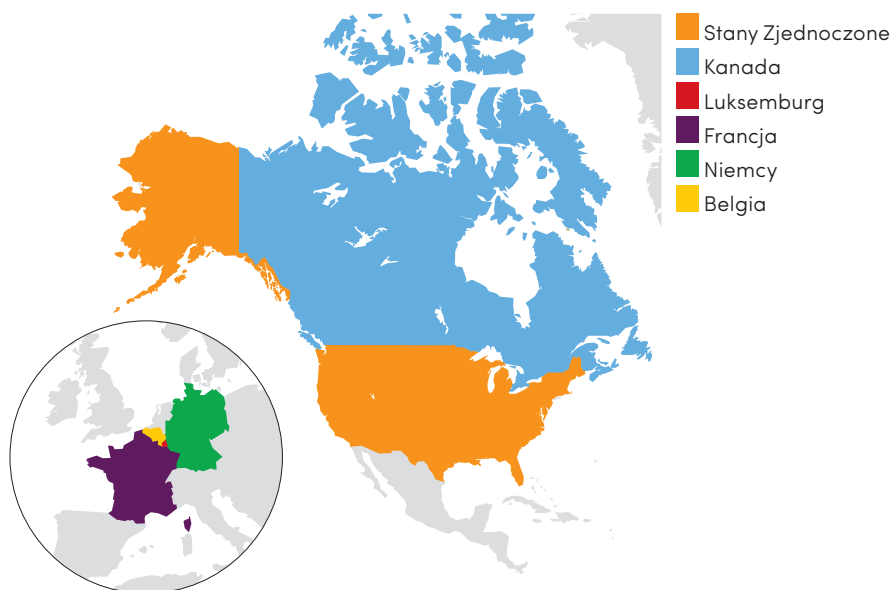 Stany Zjednoczone
Kanada
Luksemburg
Francja
Niemcy
Belgia